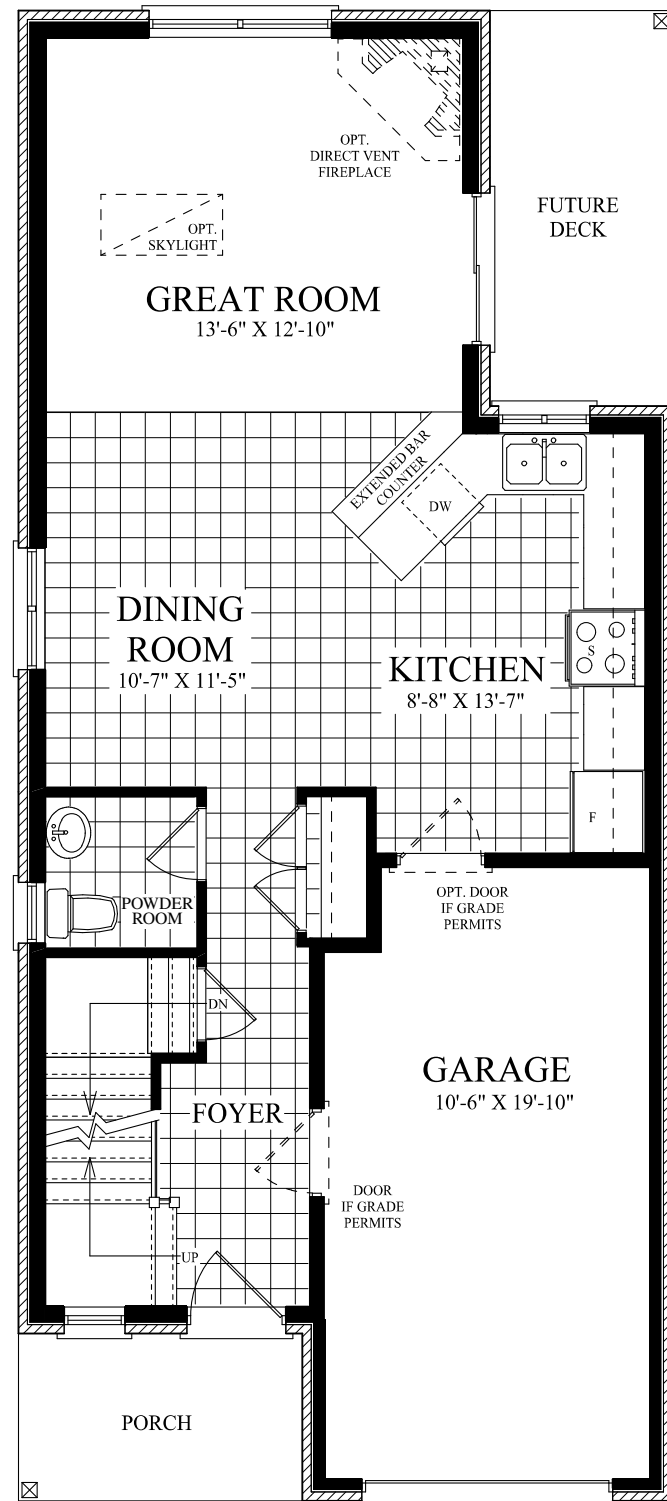 OPT.
DIRECT VENT
FIREPLACE
FUTURE
DECK
OPT.
SKYLIGHT
GREAT ROOM
13'-6" X 12'-10"
EXTENDED BAR
COUNTER
DW
DINING
ROOM
10'-7" X 11'-5"
KITCHEN
8'-8" X 13'-7"
S
F
POWDER
ROOM
OPT. DOOR
IF GRADE
PERMITS
DN
GARAGE
10'-6" X 19'-10"
FOYER
DOOR
IF GRADE
PERMITS
UP
PORCH